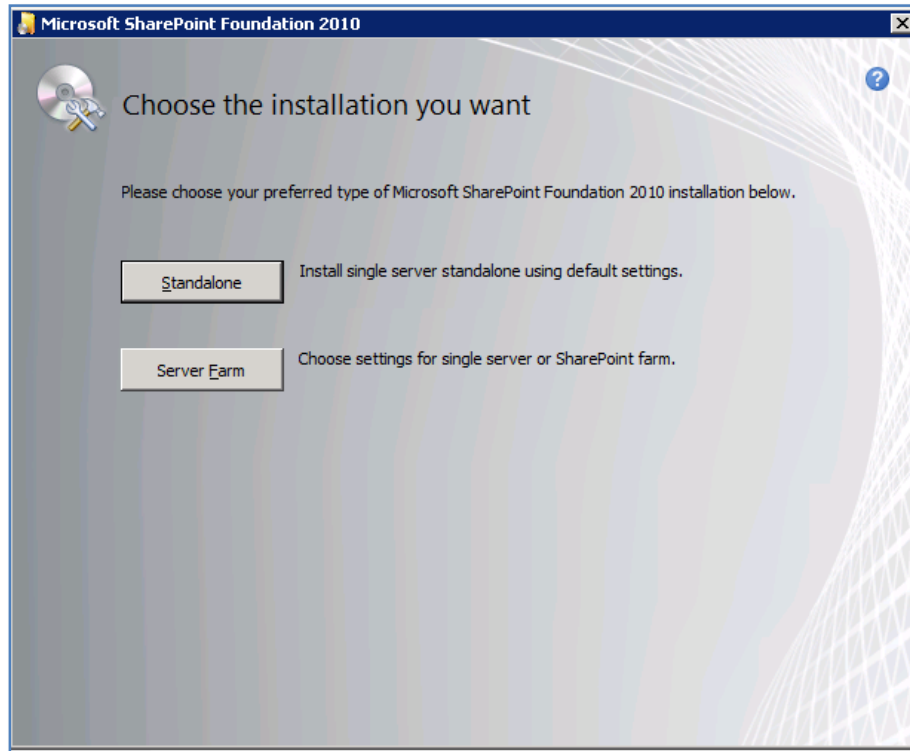 Microsoft SharePoint Foundation 2010
Choose the installation you want
Please choose your preferred type of Microsoft SharePoint Foundation 2010 installation below.
Standalone
Install single server standalone using default settings.
Server Farm
Choose settings for single server or SharePoint farm.